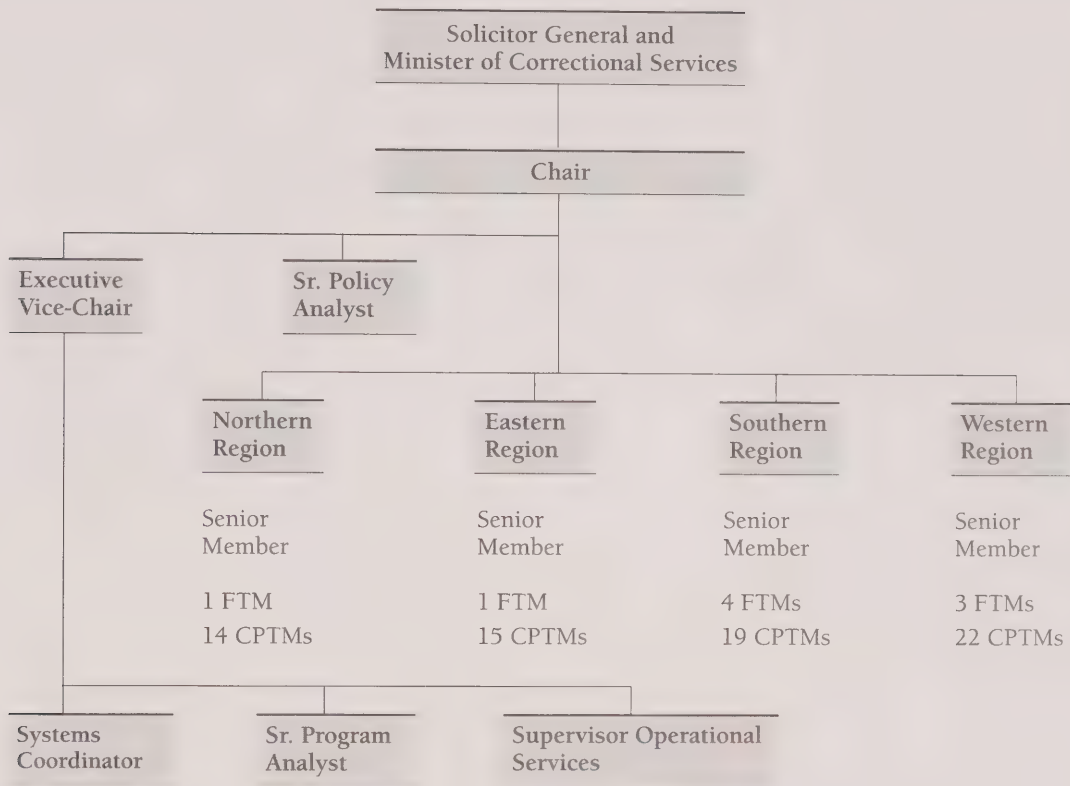 Solicitor General and
Minister of Correctional Services
Chair
Executive
Vice-Chair
Sr. Policy
Analyst
Northern
Region
Eastern
Region
Southern
Region
Western
Region
Senior
Member
Senior
Member
Senior
Member
Senior
Member
1 FTM
1 FTM
4 FTMs
3 FTMs
14 CPTMs
15 CPTMs
19 CPTMs
22 CPTMs
Systems
Coordinator
Sr. Program
Analyst
Supervisor Operational
Services